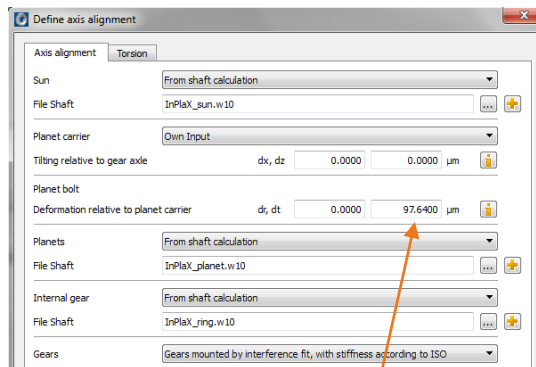 Define axis alignment
Axis alignment Torsion
Sun From shaft calculation
File Shaft InPlaX_sun.w10 ...
Planet carrier Own Input
Tilting relative to gear axle dx, dz 0.0000 0.0000 µm
Planet bolt
Deformation relative to planet carrier dr, dt 0.0000 97.6400 µm
Planets From shaft calculation
File Shaft InPlaX_planet.w10 ...
Internal gear From shaft calculation
File Shaft InPlaX_ring.w10 ...
Gears Gears mounted by interference fit, with stiffness according to ISO